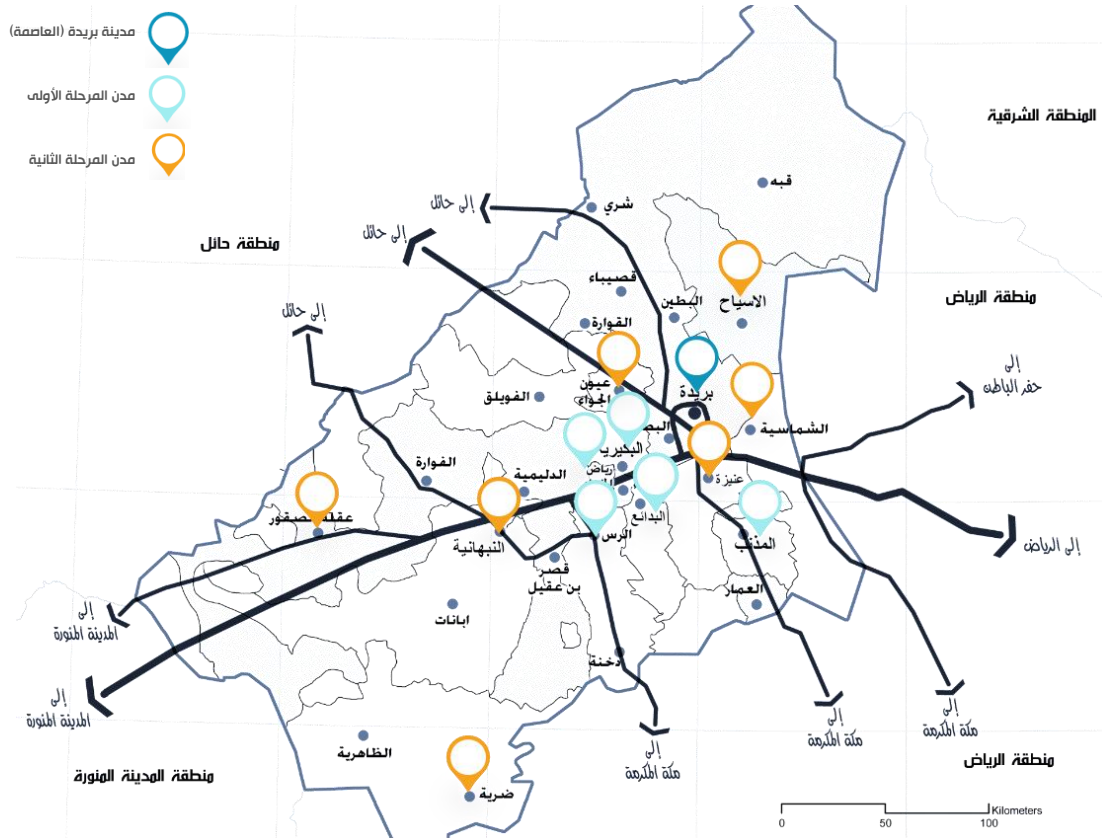 مدينة بريدة (العاصمة)
مدن المرحلة الأولى
مدن المرحلة الثانية
المنطقة الشرقية
قبه
شري
إلى حائل
إلى حائل
منطقة حائل
قصيباء
البطين
الاسياح
منطقة الرياض
إلى حائل
القوارة
إلى
حفر الباطن
عيون
الجواء
بريدة
الفويلق
الشماسية
البكيرية
الفوارة
الدليمية
رياض
عنيزة
البدائع
عقلة الصقور
النبهانية
الرس
المذنب
إلى الرياض
قصر
بن عقيل
العمار
إلى
المدينة المنورة
ابانات
دخنة
إلى
المدينة المنورة
إلى
مكة المكرمة
إلى
مكة المكرمة
إلى
مكة المكرمة
الظاهرية
منطقة الرياض
منطقة المدينة المنورة
ضرية
Kilometers
0 50 100